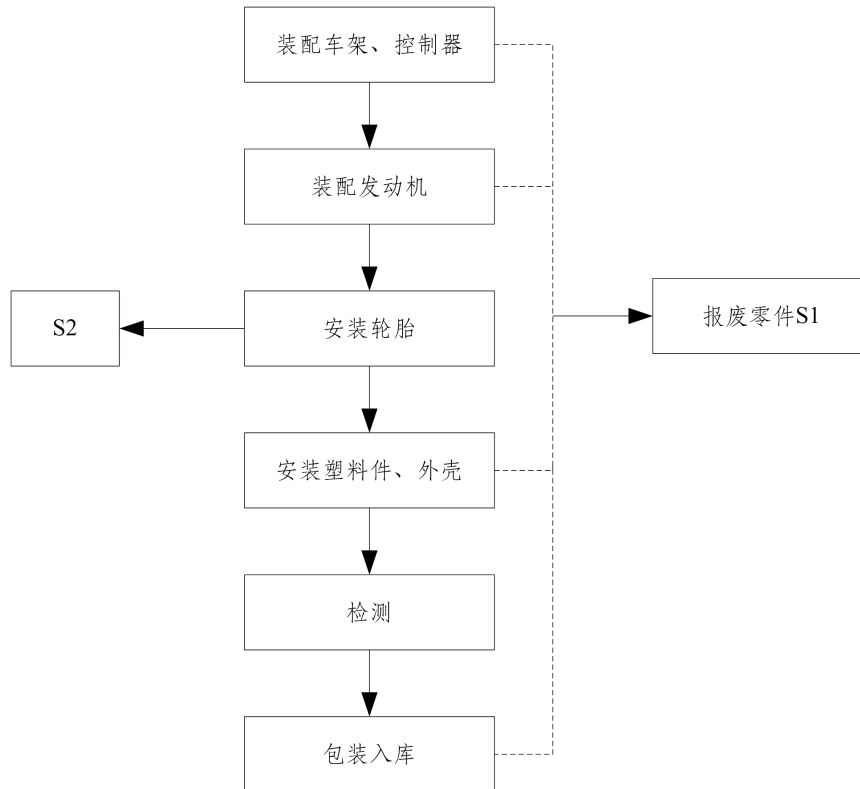 装配车架、控制器
装配发动机
S2
安装轮胎
报废零件S1
安装塑料件、外壳
检测
包装入库